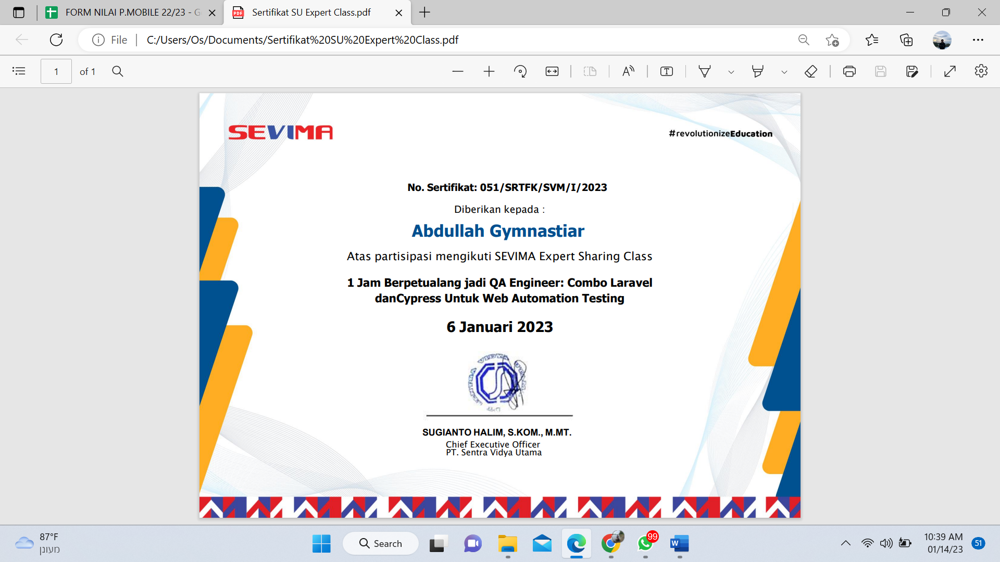 FORM NILAI P.MOBILE 22/23 - G
Sertifikat SU Expert Class.pdf
File
C:/Users/Os/Documents/Sertifikat%20SU%20Expert%20Class.pdf
1
of 1
SEVIMA
#revolutionizeEducation
No. Sertifikat: 051/SRTFK/SVM/I/2023
Diberikan kepada :
Abdullah Gymnastiar
Atas partisipasi mengikuti SEVIMA Expert Sharing Class
1 Jam Berpetualang jadi QA Engineer: Combo Laravel
danCypress Untuk Web Automation Testing
6 Januari 2023
SUGIANTO HALIM, S.KOM., M.MT.
Chief Executive Officer
PT. Sentra Vidya Utama
87°F
מעונן
Search
99
10:39 AM
01/14/23
51